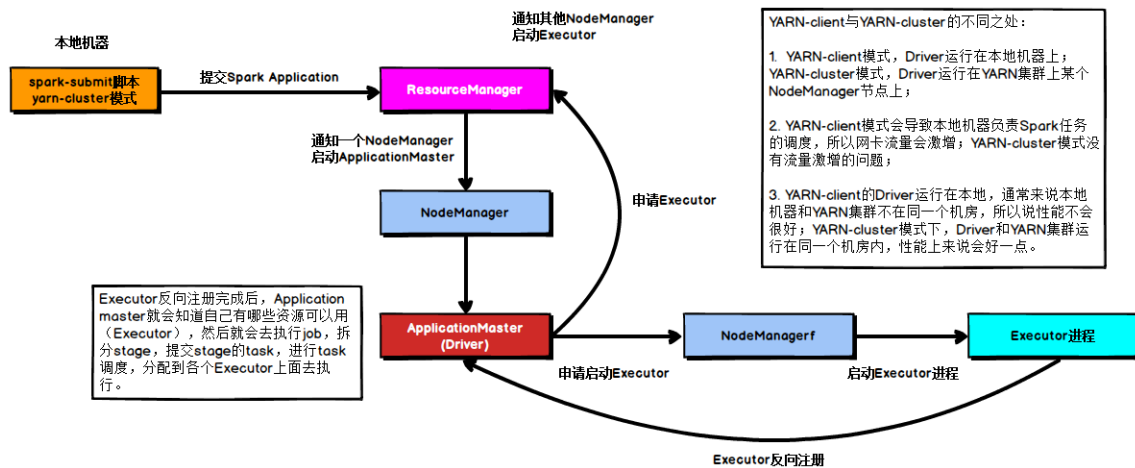 通知其他NodeManager
启动Executor
本地机器
spark-submit脚本
yarn-cluster模式
提交Spark Application
ResourceManager
通知一个NodeManager
启动ApplicationMaster
NodeManager
申请Executor
YARN-client与YARN-cluster的不同之处：
1. YARN-client模式，Driver运行在本地机器上；
YARN-cluster模式，Driver运行在YARN集群上某个
NodeManager节点上；
2. YARN-client模式会导致本地机器负责Spark任务
的调度，所以网卡流量会激增；YARN-cluster模式没
有流量激增的问题；
3. YARN-client的Driver运行在本地，通常来说本地
机器和YARN集群不在同一个机房，所以说性能不会
很好；YARN-cluster模式下，Driver和YARN集群运
行在同一个机房内，性能上来说会好一点。
Executor反向注册完成后，Application
master就会知道自己有哪些资源可以用
（Executor），然后就会去执行job，拆
分stage，提交stage的task，进行task
调度，分配到各个Executor上面去执
行。
ApplicationMaster
(Driver)
申请启动Executor
NodeManagerf
启动Executor进程
Executor进程
Executor反向注册